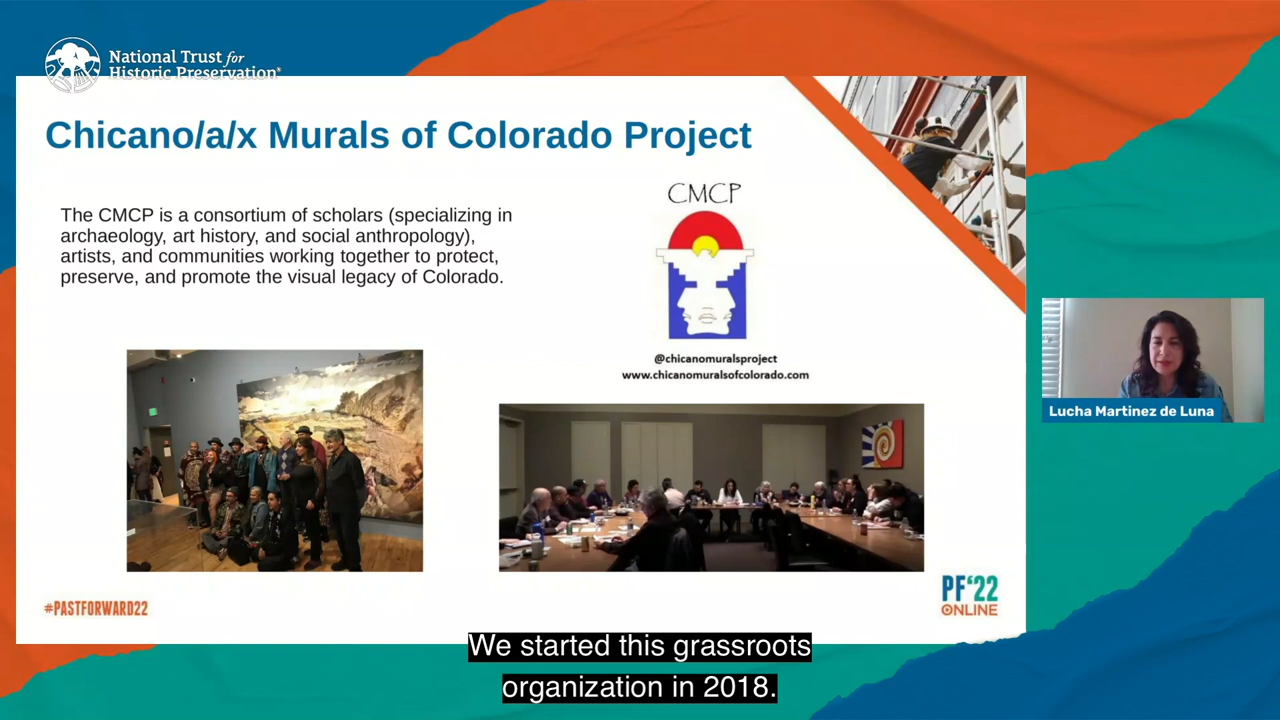 National Trust for
Historic Preservation®
Chicano/a/x Murals of Colorado Project
The CMCP is a consortium of scholars (specializing in
archaeology, art history, and social anthropology),
artists, and communities working together to protect,
preserve, and promote the visual legacy of Colorado.
CMCP
@chicanomuralsproject
www.chicanomuralsofcolorado.com
Lucha Martinez de Luna
#PASTFORWARD22
PF'22
ONLINE
We started this grassroots
organization in 2018.